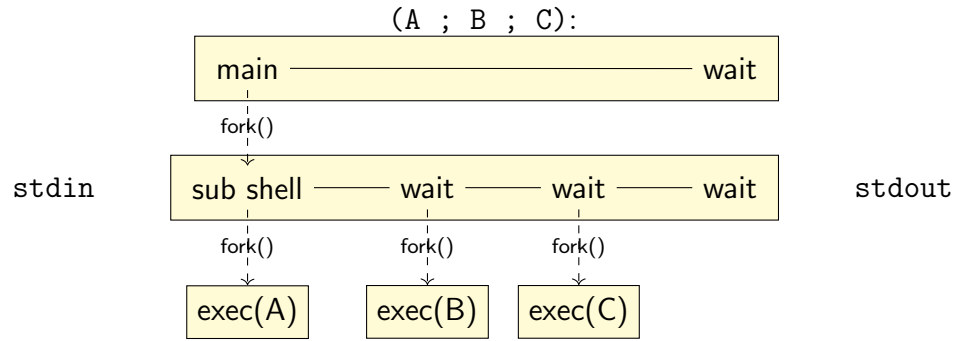 (A ; B ; C):
main wait
fork()
stdin sub shell wait wait wait stdout
fork() fork() fork()
exec(A) exec(B) exec(C)